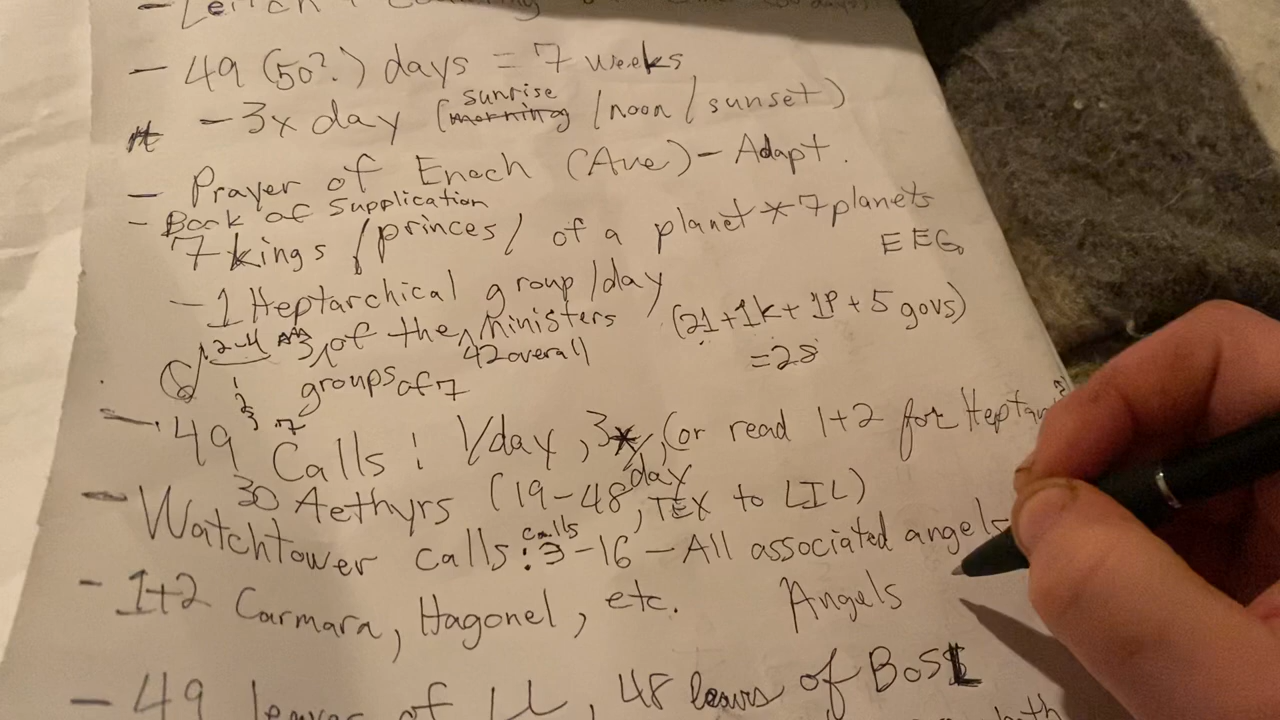 - 49 (50?) days = 7 weeks
sunrise
- 3x day (morning /noon / sunset)
- Prayer of Enoch (Ave) - Adapt.
- Book of Supplication
7 kings /princes/ of a planet * 7 planets
EEG
- 1 Heptarchical group/day
3 of the Ministers (21+1k+1P+5 govs)
42 overall =28
groups of 7
- 49 Calls: 1/day, 3x/day (or read 1+2 for
30 Aethyrs (19-48, TEX to LIL)
calls
- Watchtower calls: 3-16 - All associated angels
- 1+2 Carmara, Hagonel, etc. Angels
- 49 leaves of 48 leaves of